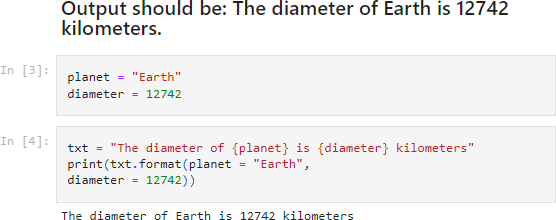 Output should be: The diameter of Earth is 12742
kilometers.
In [3]:
planet = "Earth"
diameter = 12742
In [4]:
txt = "The diameter of {planet} is {diameter} kilometers"
print(txt.format(planet = "Earth",
diameter = 12742))
The diameter of Earth is 12742 kilometers